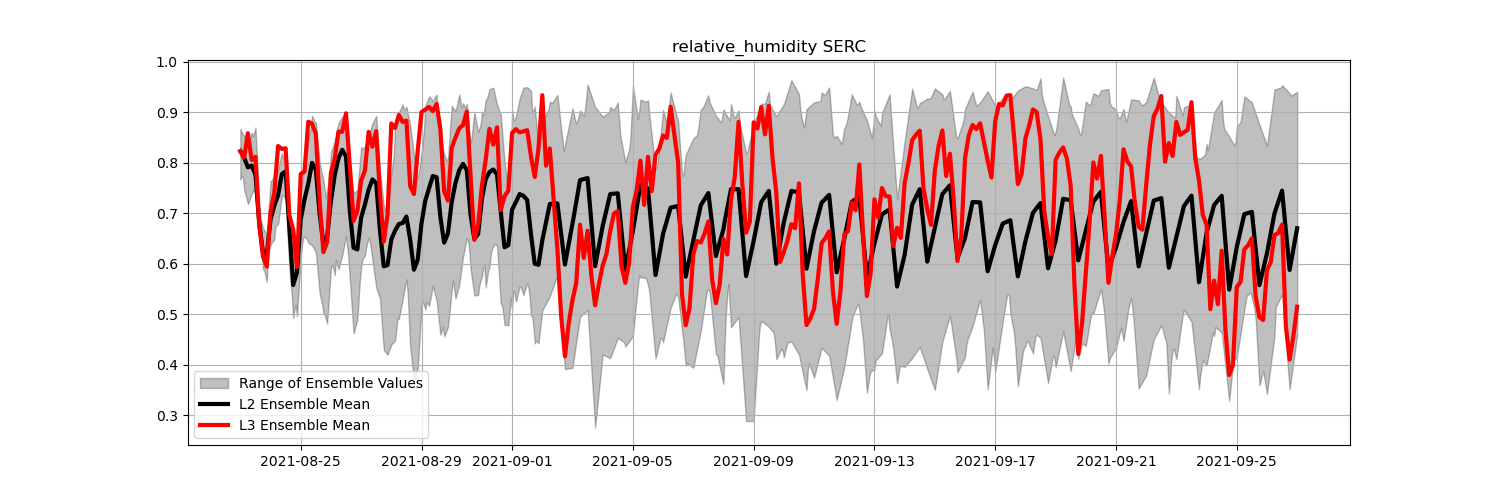 relative_humidity SERC
1.0
0.9
0.8
0.7
0.6
0.5
0.4
0.3
Range of Ensemble Values
L2 Ensemble Mean
L3 Ensemble Mean
2021-08-25 2021-08-29 2021-09-01 2021-09-05 2021-09-09 2021-09-13 2021-09-17 2021-09-21 2021-09-25